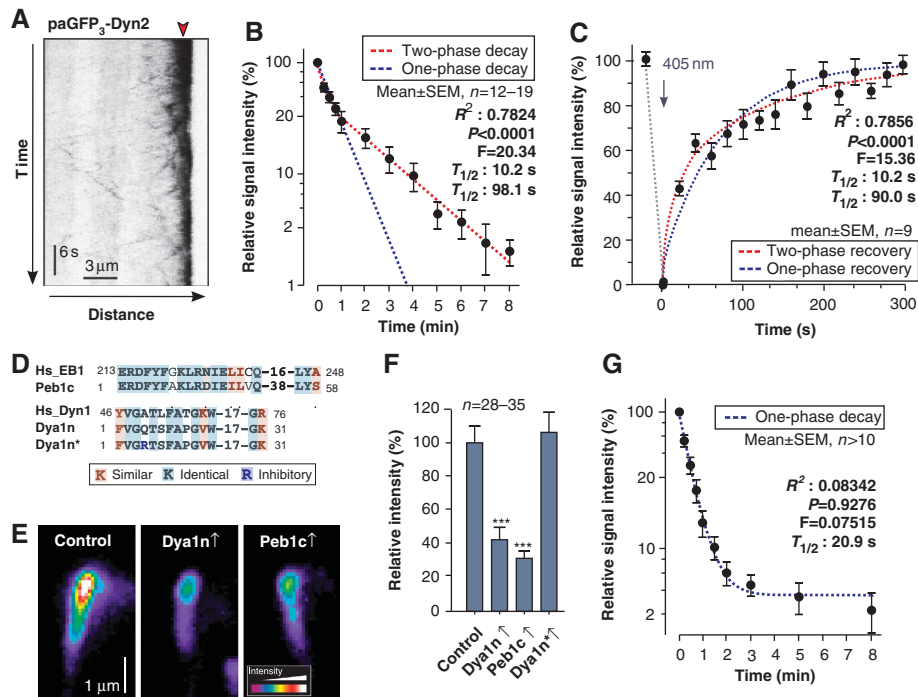 A
paGFP3-Dyn2
Time
6 s
3 µm
Distance
B
Relative signal intensity (%)
100
20
10
2
1
Two-phase decay
One-phase decay
Mean±SEM, n=12–19
R2 : 0.7824
P<0.0001
F=20.34
T1/2 : 10.2 s
T1/2 : 98.1 s
0 1 2 3 4 5 6 7 8
Time (min)
C
Relative signal intensity (%)
100
80
60
40
20
0
405 nm
R2 : 0.7856
P<0.0001
F=15.36
T1/2 : 10.2 s
T1/2 : 90.0 s
mean±SEM, n=9
Two-phase recovery
One-phase recovery
0 100 200 300
Time (s)
D
Hs_EB1 213 ERDFYFGKLRNIELICQ–16–LYA 248
Peb1c 1 ERDFYFAKLRDIEILVQ–38–LYS 58
Hs_Dyn1 46 YVGATLFATGKVW–17–GR 76
Dya1n 1 FVGQTSFAPGKW–17–GK 31
Dya1n* 1 FVGRTSFAPGKW–17–GK 31
K Similar K Identical R Inhibitory
E
Control
Dya1n↑
Peb1c↑
1 µm
Intensity
F
Relative intensity (%)
120
100
80
60
40
20
0
n=28–35
***
***
Control
Dya1n↑
Peb1c↑
Dya1n*↑
G
Relative signal intensity (%)
100
20
10
2
One-phase decay
Mean±SEM, n>10
R2 : 0.08342
P=0.9276
F=0.07515
T1/2 : 20.9 s
0 1 2 3 4 5 6 7 8
Time (min)